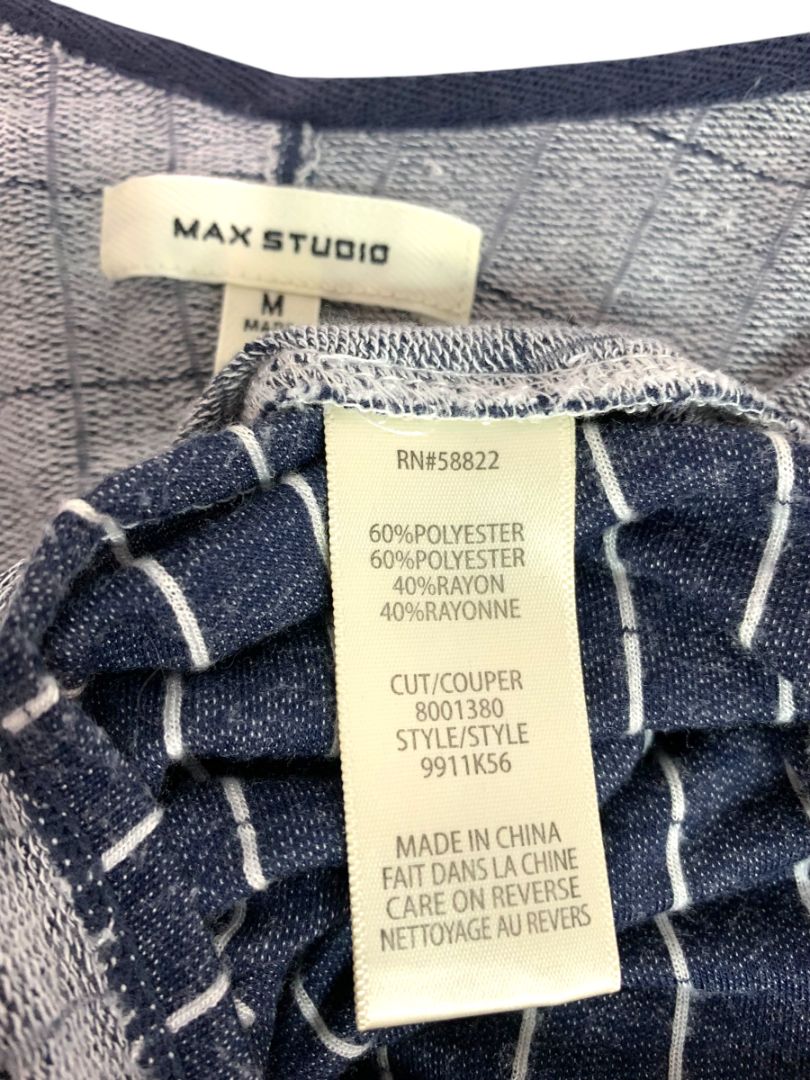 MAX STUDIO
M
RN#58822
60%POLYESTER
60%POLYESTER
40%RAYON
40%RAYONNE
CUT/COUPER
8001380
STYLE/STYLE
9911K56
MADE IN CHINA
FAIT DANS LA CHINE
CARE ON REVERSE
NETTOYAGE AU REVERS